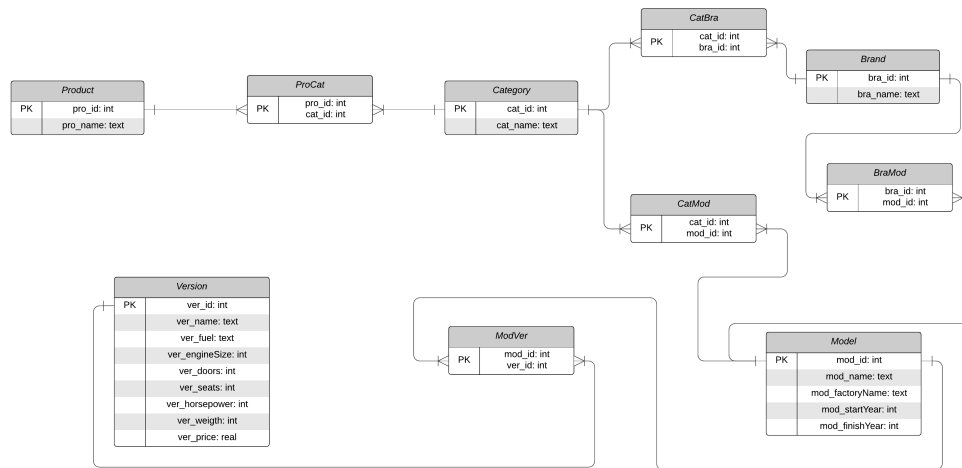 CatBra
PK
cat_id: int
bra_id: int
Brand
PK
bra_id: int
bra_name: text
Product
PK
pro_id: int
pro_name: text
ProCat
PK
pro_id: int
cat_id: int
Category
PK
cat_id: int
cat_name: text
BraMod
PK
bra_id: int
mod_id: int
CatMod
PK
cat_id: int
mod_id: int
Version
PK
ver_id: int
ver_name: text
ver_fuel: text
ver_engineSize: int
ver_doors: int
ver_seats: int
ver_horsepower: int
ver_weigth: int
ver_price: real
ModVer
PK
mod_id: int
ver_id: int
Model
PK
mod_id: int
mod_name: text
mod_factoryName: text
mod_startYear: int
mod_finishYear: int